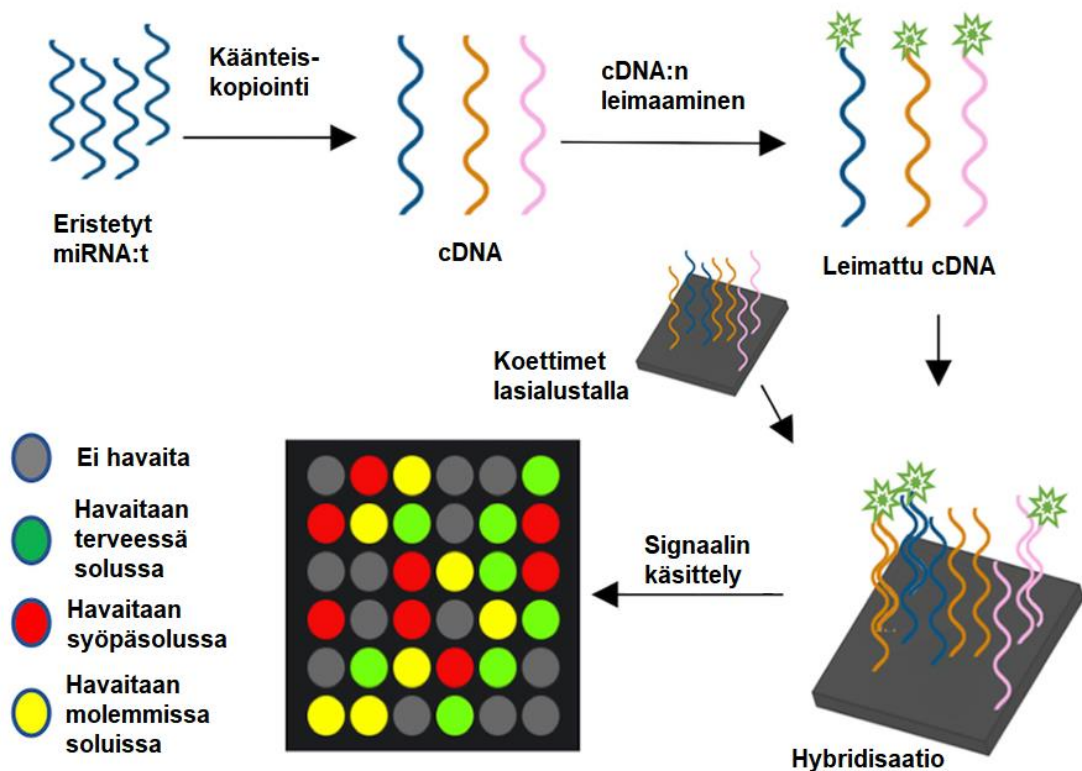 Käänteis-
kopiointi
cDNA:n
leimaaminen
Eristetyt
miRNA:t
cDNA
Leimattu cDNA
Koettimet
lasialustalla
Ei havaita
Havaitaan
terveessä
solussa
Havaitaan
syöpäsolussa
Havaitaan
molemmissa
soluissa
Signaalin
käsittely
Hybridisaatio